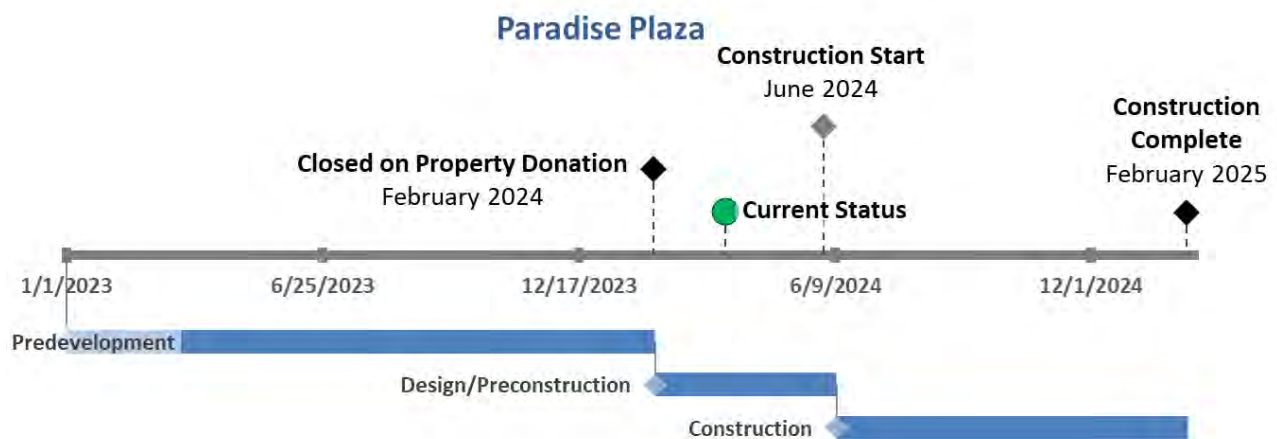 Paradise Plaza
Construction Start
June 2024
Construction
Complete
February 2025
Closed on Property Donation
February 2024
Current Status
1/1/2023
6/25/2023
12/17/2023
6/9/2024
12/1/2024
Predevelopment
Design/Preconstruction
Construction